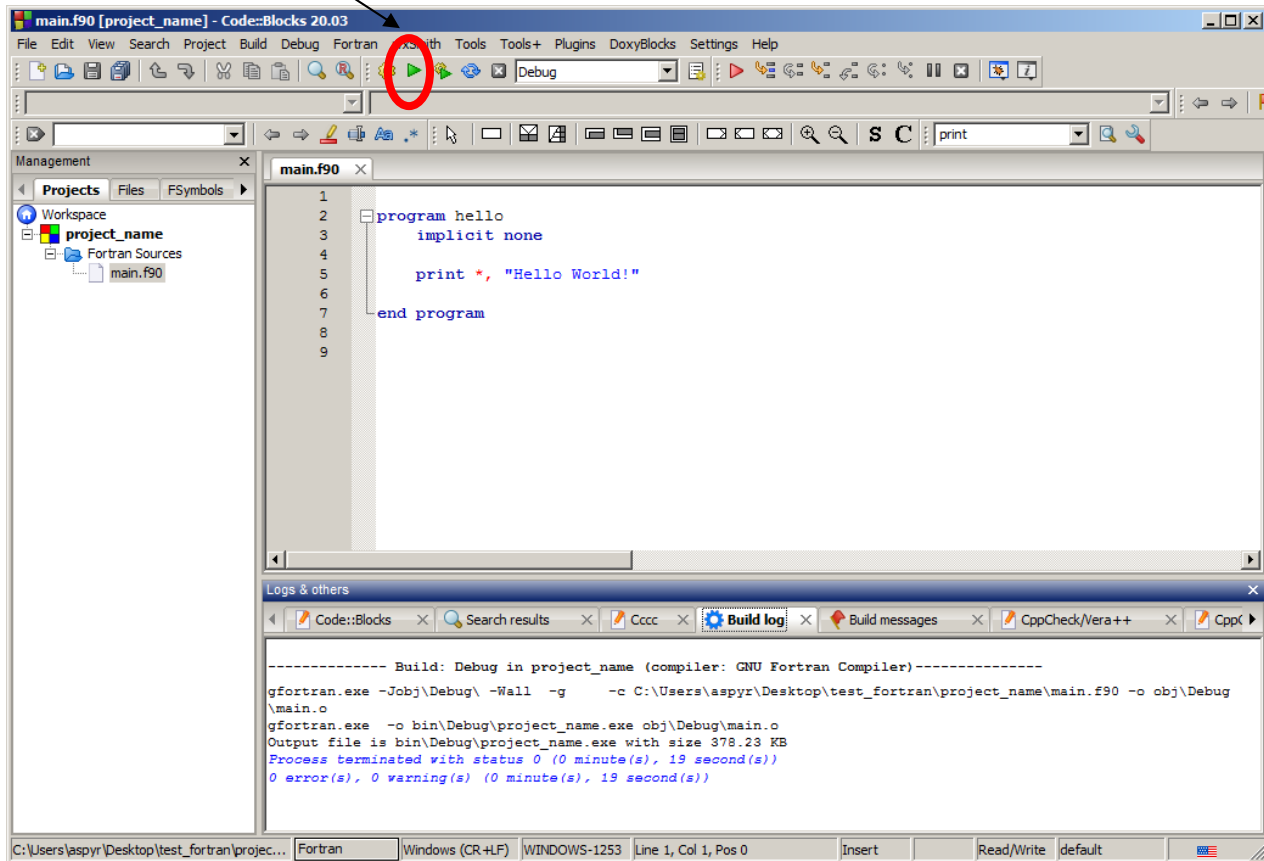 main.f90 [project_name] - Code::Blocks 20.03
File Edit View Search Project Build Debug Fortran Tools Tools+ Plugins DoxyBlocks Settings Help
Debug
S C print
Management
Projects Files FSymbols
main.f90
Workspace
project_name
Fortran Sources
main.f90
1
2 program hello
3 implicit none
4
5 print *, "Hello World!"
6
7 end program
8
9
Logs & others
Code::Blocks Search results Cccc Build log Build messages CppCheck/Vera++
-------------- Build: Debug in project_name (compiler: GNU Fortran Compiler)---------------
gfortran.exe -Jobj\Debug\ -Wall -g -c C:\Users\aspyr\Desktop\test_fortran\project_name\main.f90 -o obj\Debug
\main.o
gfortran.exe -o bin\Debug\project_name.exe obj\Debug\main.o
Output file is bin\Debug\project_name.exe with size 378.23 KB
Process terminated with status 0 (0 minute(s), 19 second(s))
0 error(s), 0 warning(s) (0 minute(s), 19 second(s))
C:\Users\aspyr\Desktop\test_fortran\projec... Fortran Windows (CR+LF) WINDOWS-1253 Line 1, Col 1, Pos 0 Insert Read/Write default